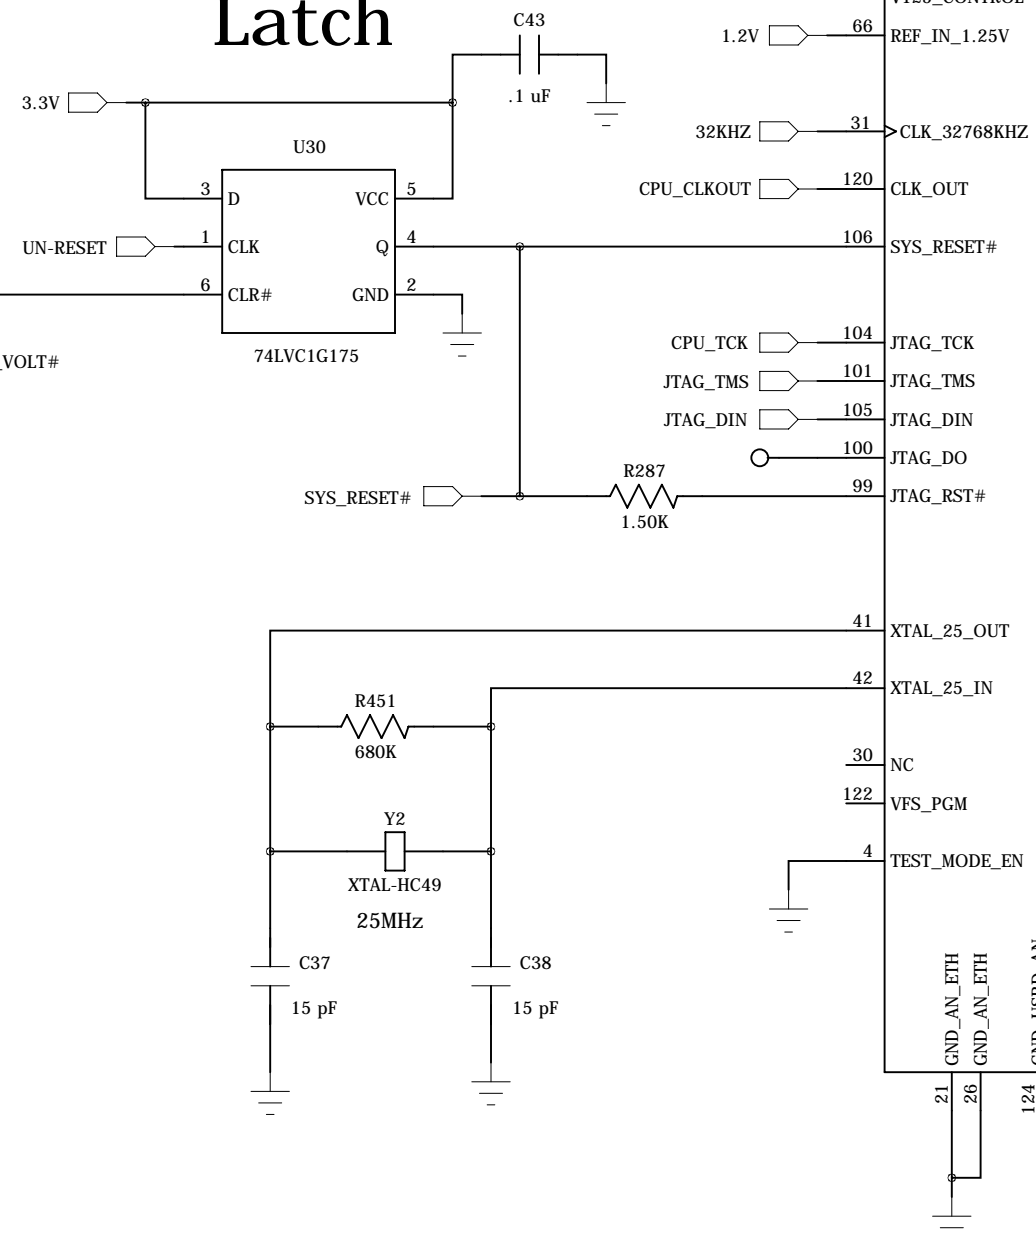 Latch
C43
.1 uF
3.3V
U30
3
D
VCC
5
UN-RESET
1
CLK
Q
4
6
CLR#
GND
2
74LVC1G175
_VOLT#
1.2V
66
REF_IN_1.25V
32KHZ
31
CLK_32768KHZ
CPU_CLKOUT
120
CLK_OUT
106
SYS_RESET#
CPU_TCK
104
JTAG_TCK
JTAG_TMS
101
JTAG_TMS
JTAG_DIN
105
JTAG_DIN
100
JTAG_DO
SYS_RESET#
R287
1.50K
99
JTAG_RST#
41
XTAL_25_OUT
42
XTAL_25_IN
R451
680K
30
NC
122
VFS_PGM
Y2
XTAL-HC49
25MHz
4
TEST_MODE_EN
C37
15 pF
C38
15 pF
GND_AN_ETH
GND_AN_ETH
21
26
124